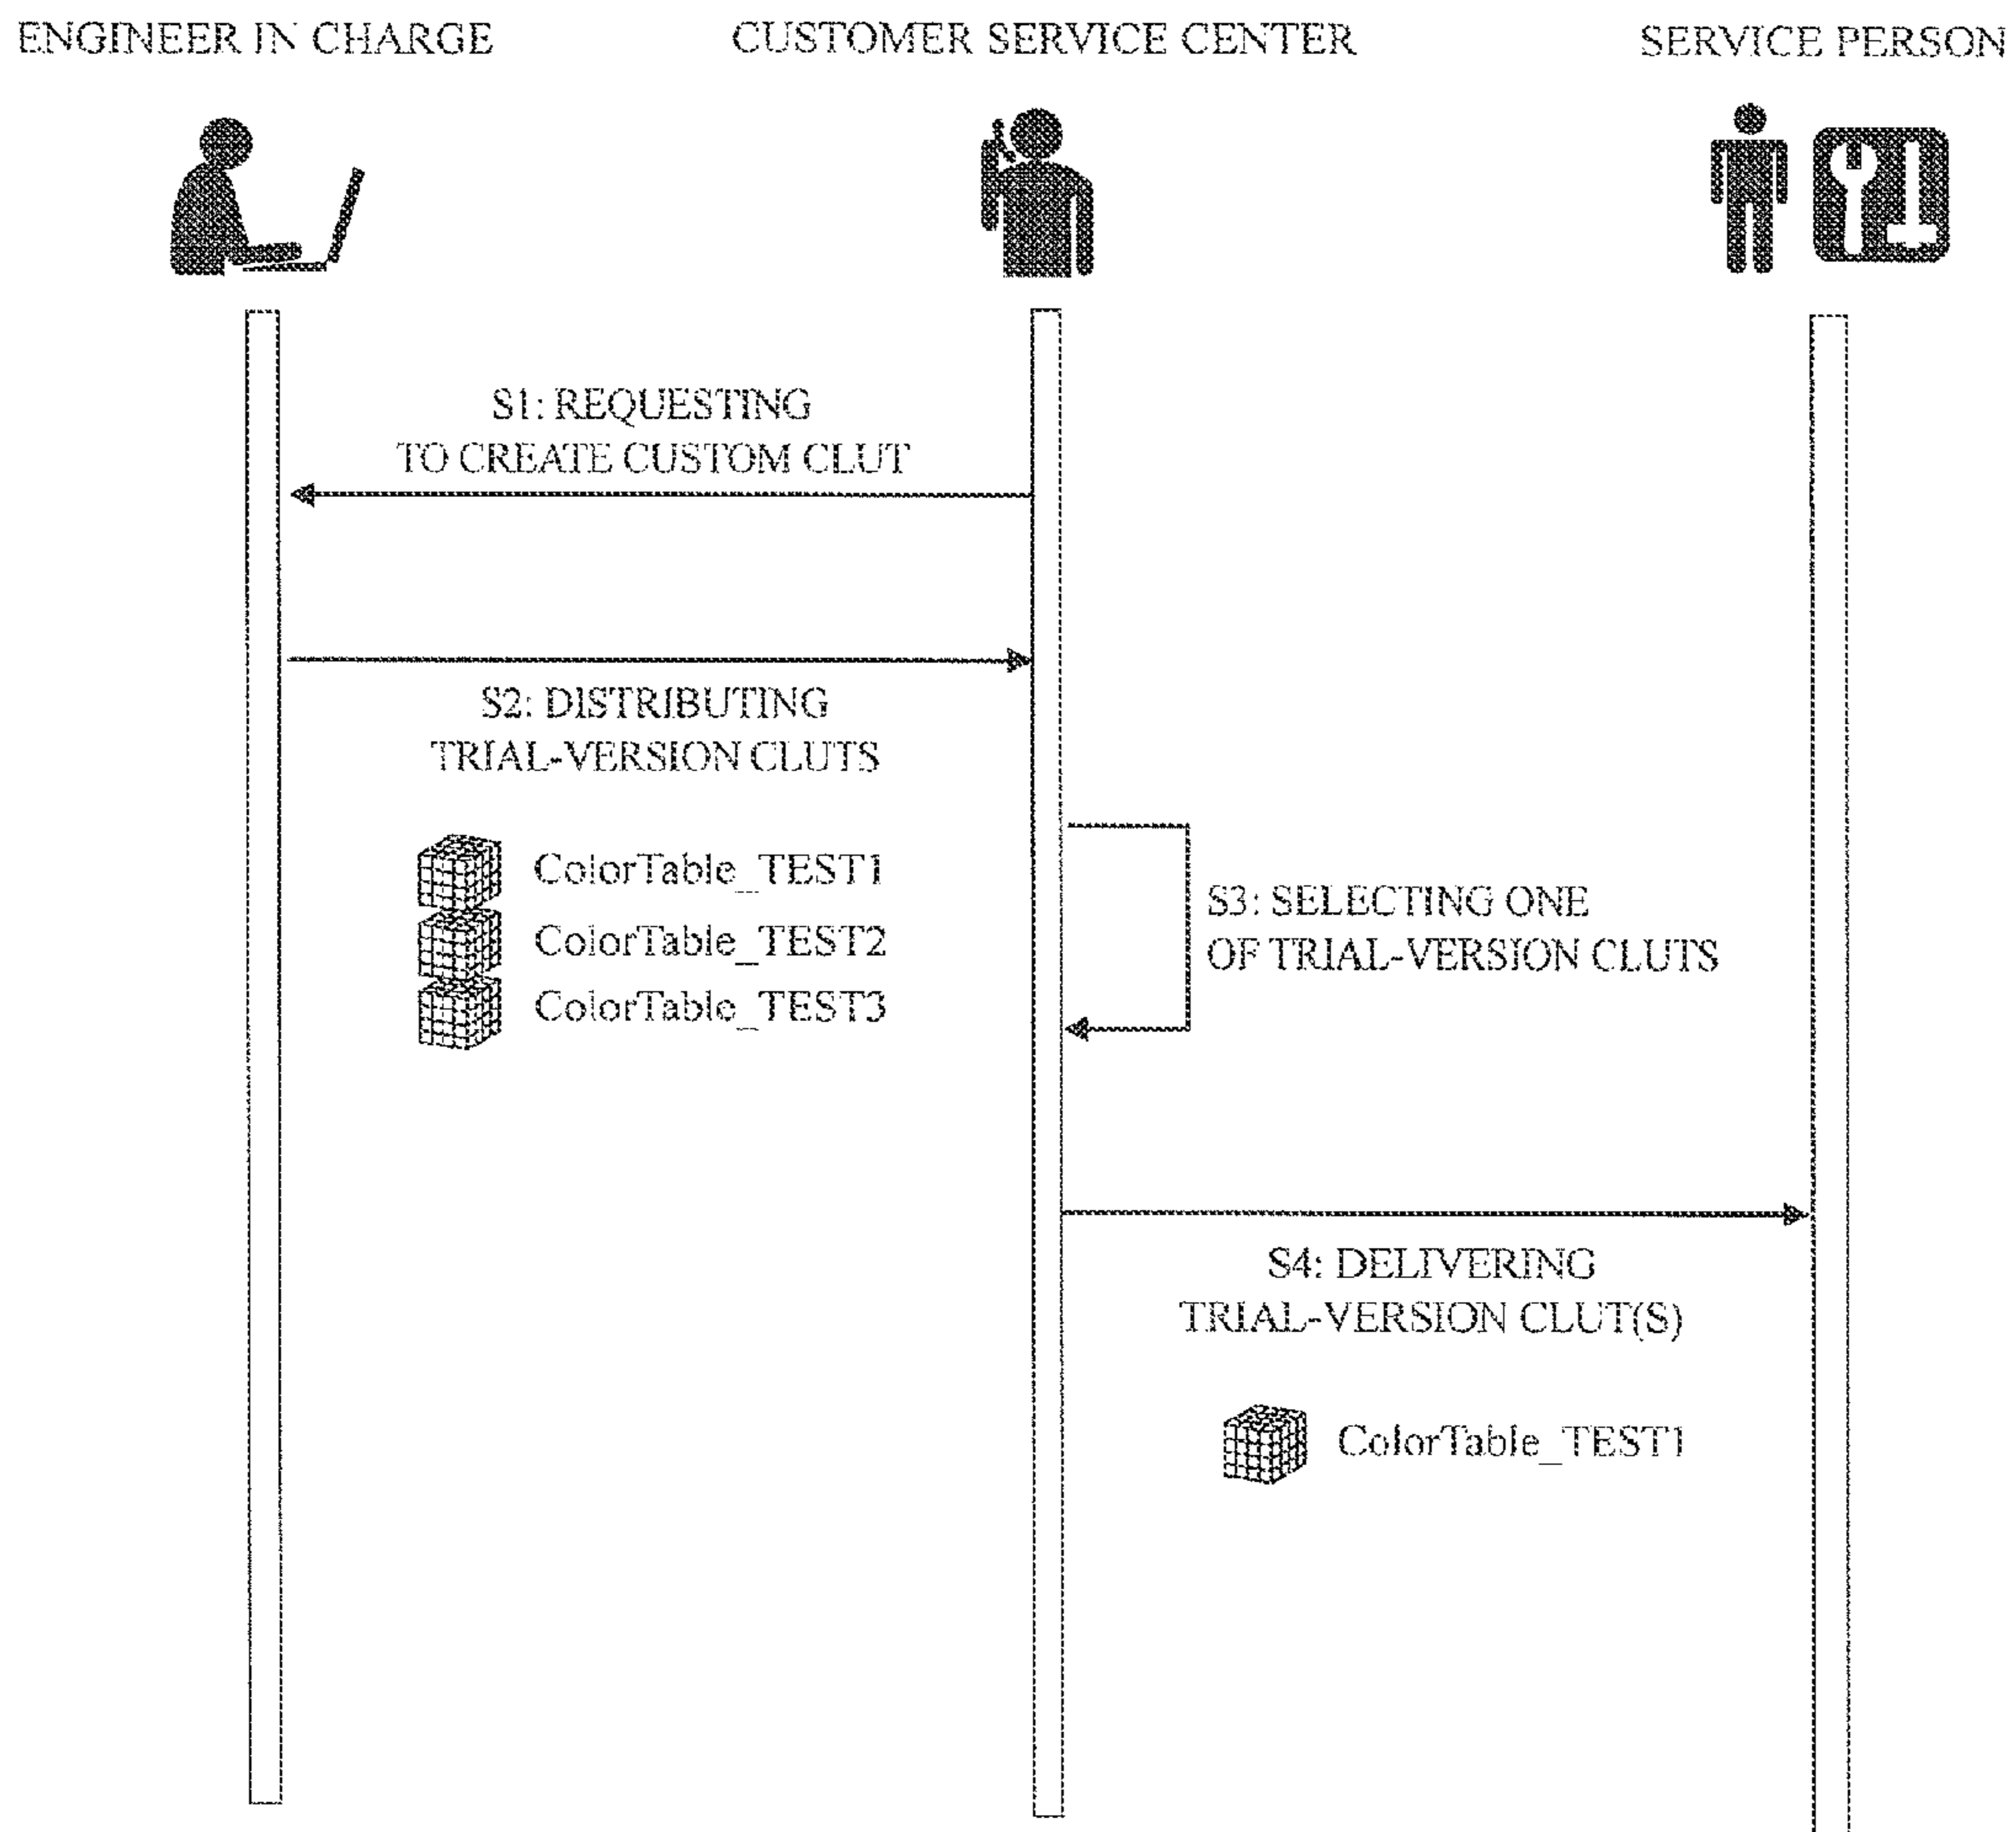 ENGINEER IN CHARGE
CUSTOMER SERVICE CENTER
SERVICE PERSON
S1: REQUESTING
TO CREATE CUSTOM CLUT
S2: DISTRIBUTING
TRIAL-VERSION CLUTS
ColorTable_TEST1
ColorTable_TEST2
ColorTable_TEST3
S3: SELECTING ONE
OF TRIAL-VERSION CLUTS
S4: DELIVERING
TRIAL-VERSION CLUT(S)
ColorTable_TEST1